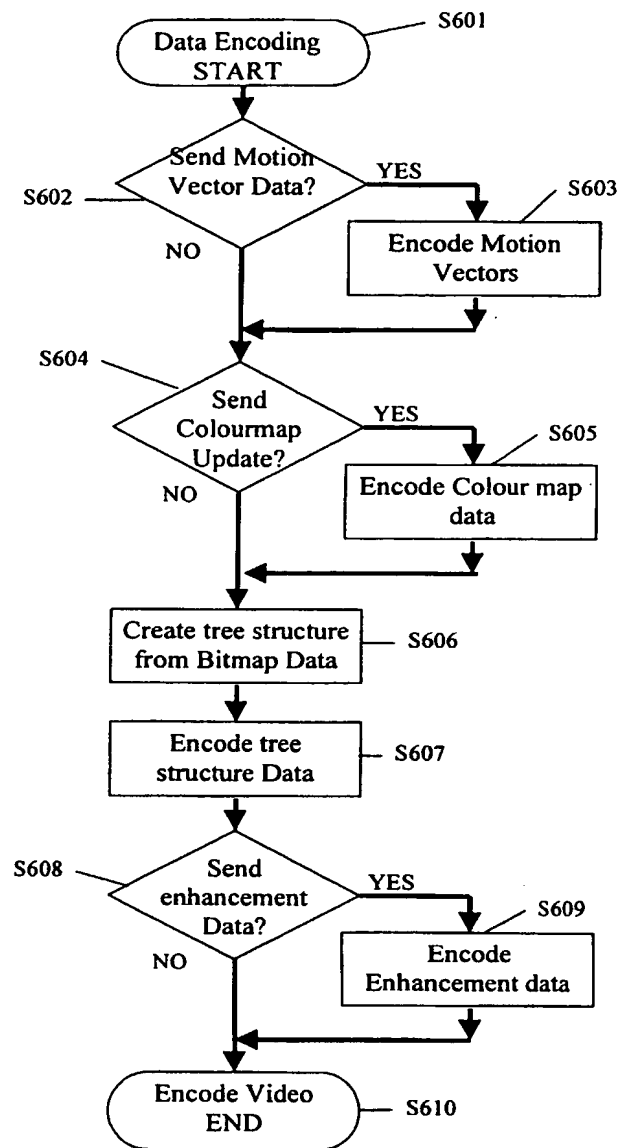 S601
Data Encoding
START
Send Motion
Vector Data?
YES
S602
S603
NO
Encode Motion
Vectors
S604
Send
Colourmap
Update?
YES
S605
NO
Encode Colour map
data
Create tree structure
from Bitmap Data
S606
Encode tree
structure Data
S607
S608
Send
enhancement
Data?
YES
S609
NO
Encode
Enhancement data
Encode Video
END
S610